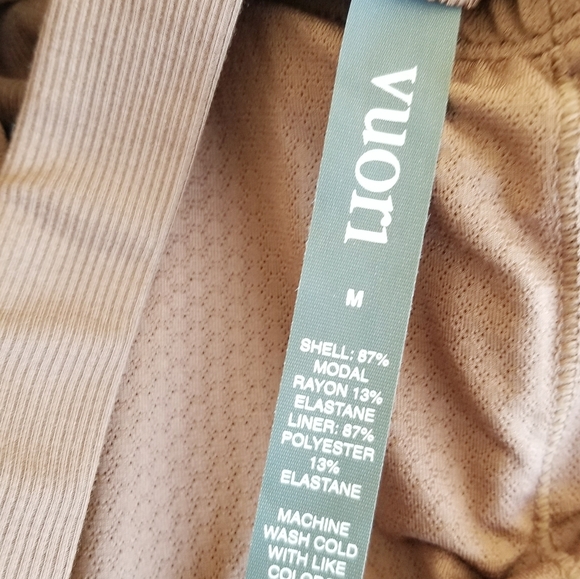 vuori
M
SHELL: 87%
MODAL
RAYON 13%
ELASTANE
LINER: 87%
POLYESTER
13%
ELASTANE
MACHINE
WASH COLD
WITH LIKE